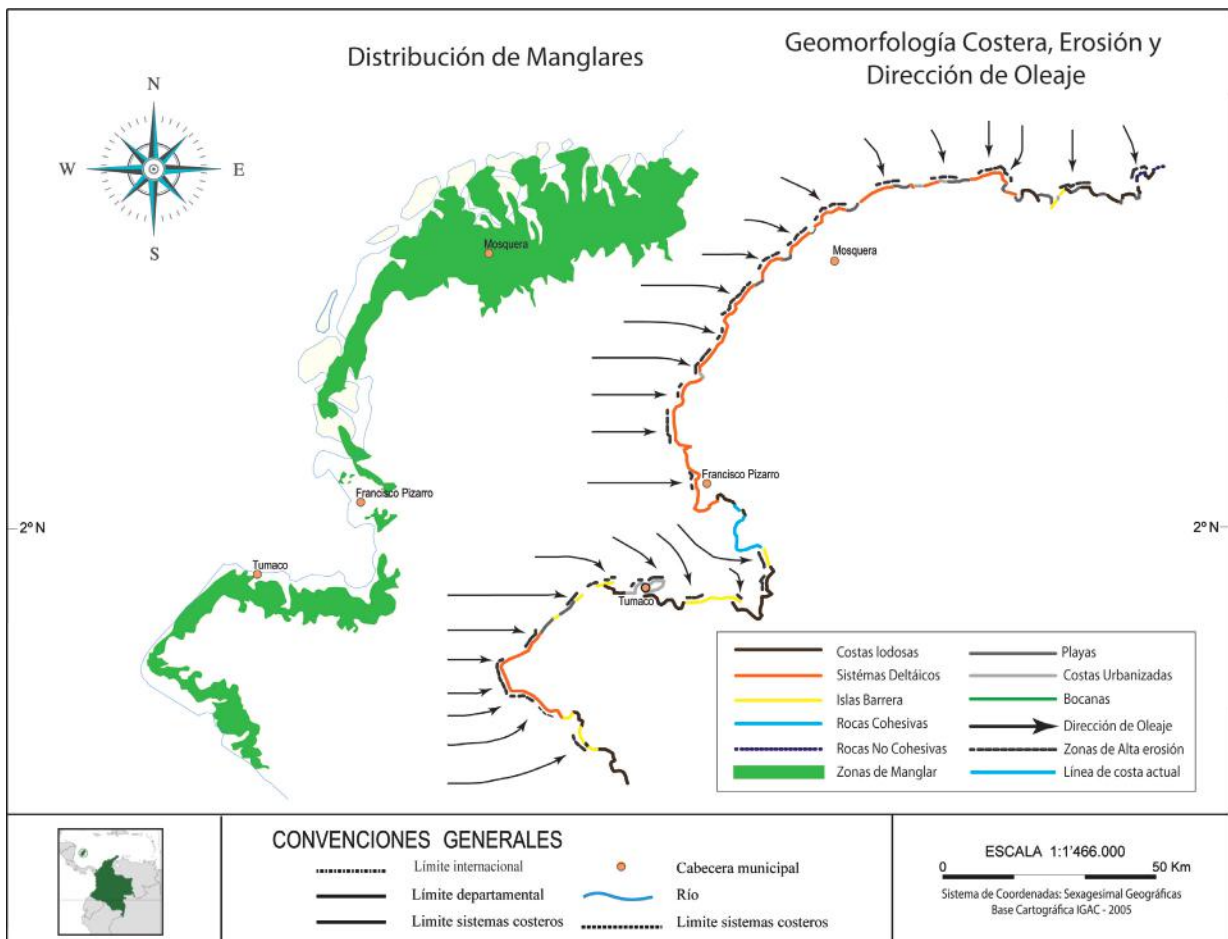 Distribución de Manglares
Geomorfología Costera, Erosión y
Dirección de Oleaje
N
W
E
S
Mosquera
Francisco Pizarro
Tumaco
2º N
Mosquera
Francisco Pizarro
Tumaco
2º N
Costas lodosas
Sistémas Deltáicos
Islas Barrera
Rocas Cohesivas
Rocas No Cohesivas
Zonas de Manglar
Playas
Costas Urbanizadas
Bocanas
Dirección de Oleaje
Zonas de Alta erosión
Línea de costa actual
CONVENCIONES GENERALES
Límite internacional
Límite departamental
Limite sistemas costeros
Cabecera municipal
Río
Limite sistemas costeros
ESCALA 1:1'466.000
0 50 Km
Sistema de Coordenadas: Sexagesimal Geográficas
Base Cartográfica IGAC - 2005